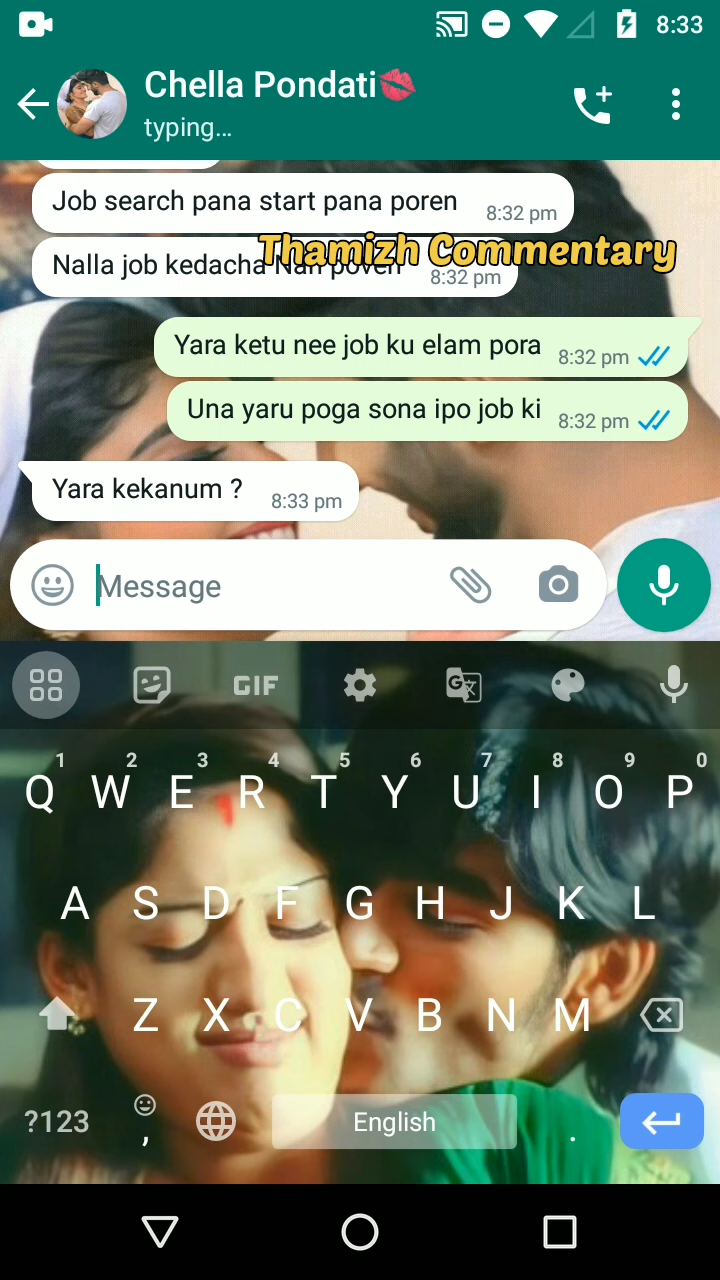 8:33
Chella Pondati💋
typing...
Job search pana start pana poren 8:32 pm
Thamizh Commentary
Nalla job kedacha Nan poven 8:32 pm
Yara ketu nee job ku elam pora 8:32 pm
Una yaru poga sona ipo job ki 8:32 pm
Yara kekanum ? 8:33 pm
Message
GIF
1 2 3 4 5 6 7 8 9 0
Q W E R T Y U I O P
A S D F G H J K L
Z X C V B N M
?123 , English .